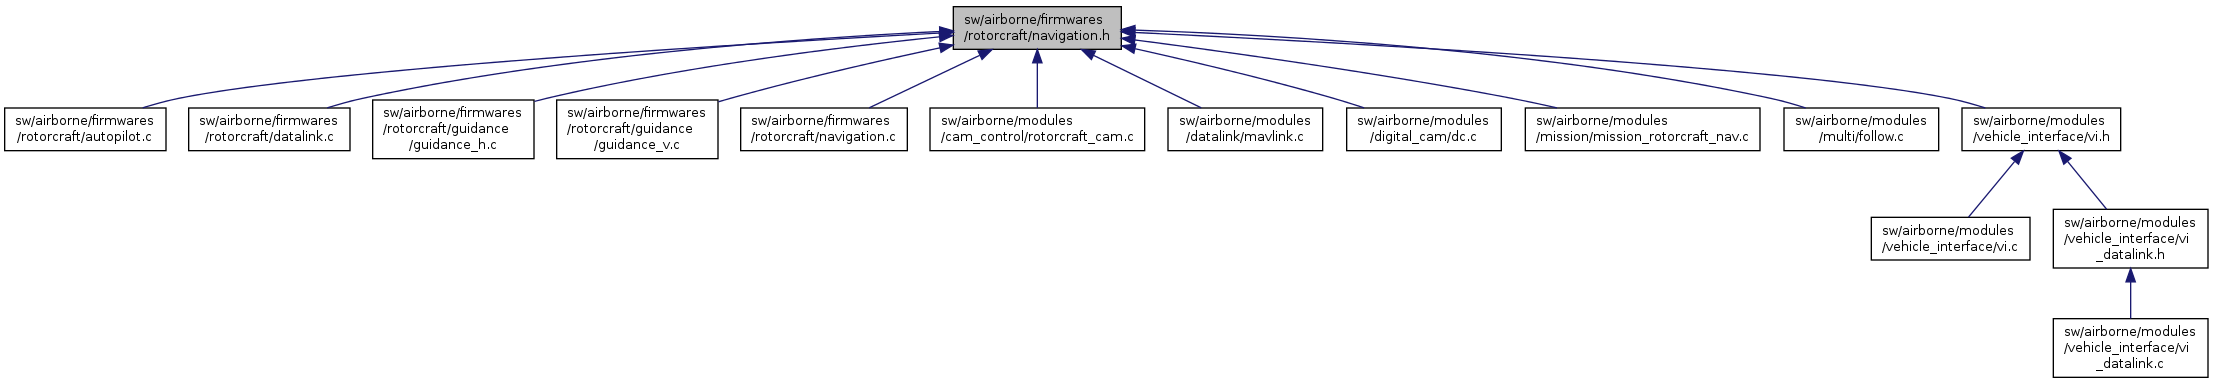 sw/airborne/firmwares
/rotorcraft/navigation.h
sw/airborne/firmwares
/rotorcraft/autopilot.c
sw/airborne/firmwares
/rotorcraft/datalink.c
sw/airborne/firmwares
/rotorcraft/guidance
/guidance_h.c
sw/airborne/firmwares
/rotorcraft/guidance
/guidance_v.c
sw/airborne/firmwares
/rotorcraft/navigation.c
sw/airborne/modules
/cam_control/rotorcraft_cam.c
sw/airborne/modules
/datalink/mavlink.c
sw/airborne/modules
/digital_cam/dc.c
sw/airborne/modules
/mission/mission_rotorcraft_nav.c
sw/airborne/modules
/multi/follow.c
sw/airborne/modules
/vehicle_interface/vi.h
sw/airborne/modules
/vehicle_interface/vi.c
sw/airborne/modules
/vehicle_interface/vi
_datalink.h
sw/airborne/modules
/vehicle_interface/vi
_datalink.c